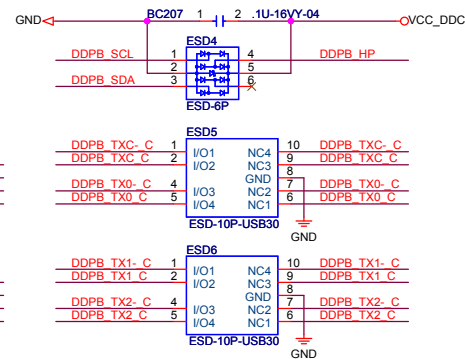 GND BC207 1 2 .1U-16VY-04 VCC_DDC
ESD4
DDPB_SCL 1 4 DDPB_HP
2 5
DDPB_SDA 3 6
ESD-6P
ESD5
DDPB_TXC-_C 1 I/O1 NC4 10 DDPB_TXC-_C
DDPB_TXC_C 2 I/O2 NC3 9 DDPB_TXC_C
GND 8
DDPB_TX0-_C 4 I/O3 NC2 7 DDPB_TX0-_C
DDPB_TX0_C 5 I/O4 NC1 6 DDPB_TX0_C
ESD-10P-USB30
GND
ESD6
DDPB_TX1-_C 1 I/O1 NC4 10 DDPB_TX1-_C
DDPB_TX1_C 2 I/O2 NC3 9 DDPB_TX1_C
GND 8
DDPB_TX2-_C 4 I/O3 NC2 7 DDPB_TX2-_C
DDPB_TX2_C 5 I/O4 NC1 6 DDPB_TX2_C
ESD-10P-USB30
GND